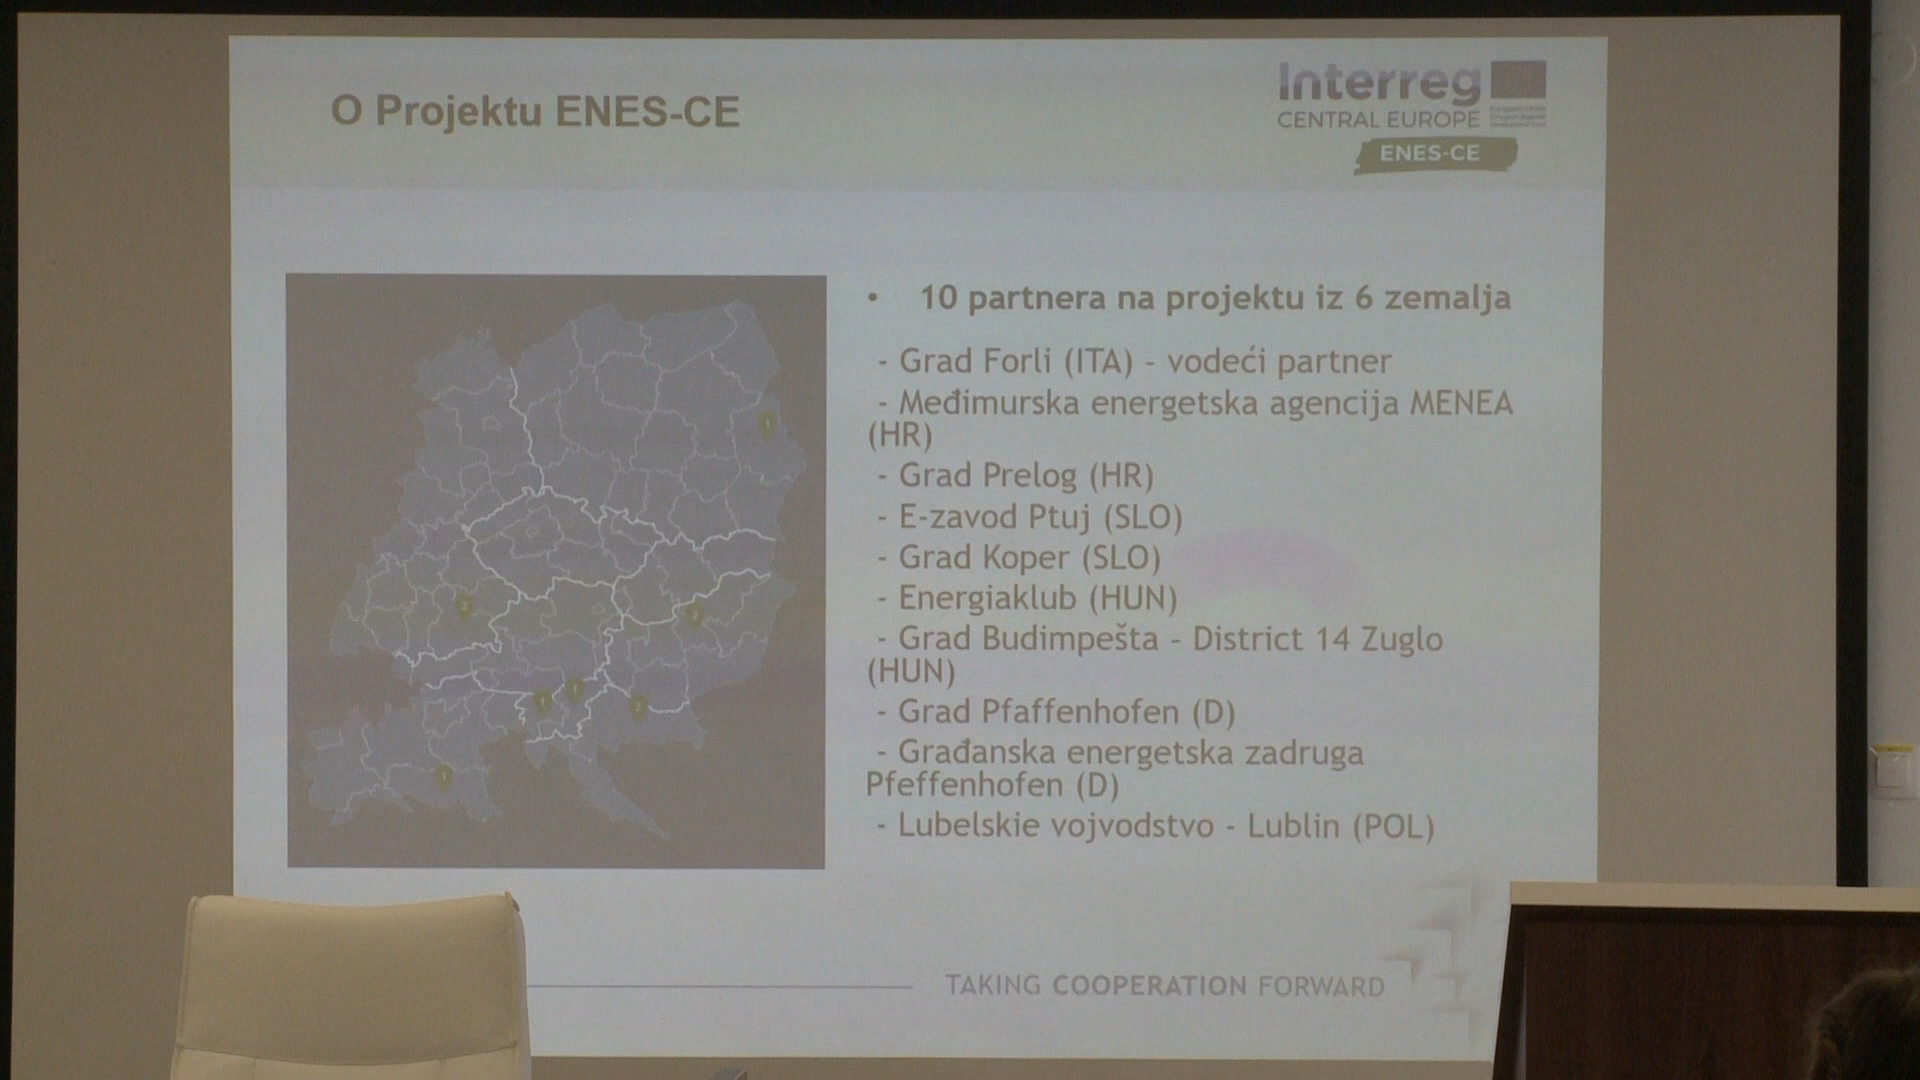 O Projektu ENES-CE
Interreg
CENTRAL EUROPE
ENES-CE
• 10 partnera na projektu iz 6 zemalja
- Grad Forli (ITA) - vodeći partner
- Međimurska energetska agencija MENEA
(HR)
- Grad Prelog (HR)
- E-zavod Ptuj (SLO)
- Grad Koper (SLO)
- Energiaklub (HUN)
- Grad Budimpešta - District 14 Zuglo
(HUN)
- Grad Pfaffenhofen (D)
- Građanska energetska zadruga
Pfeffenhofen (D)
- Lubelskie vojvodstvo - Lublin (POL)
TAKING COOPERATION FORWARD